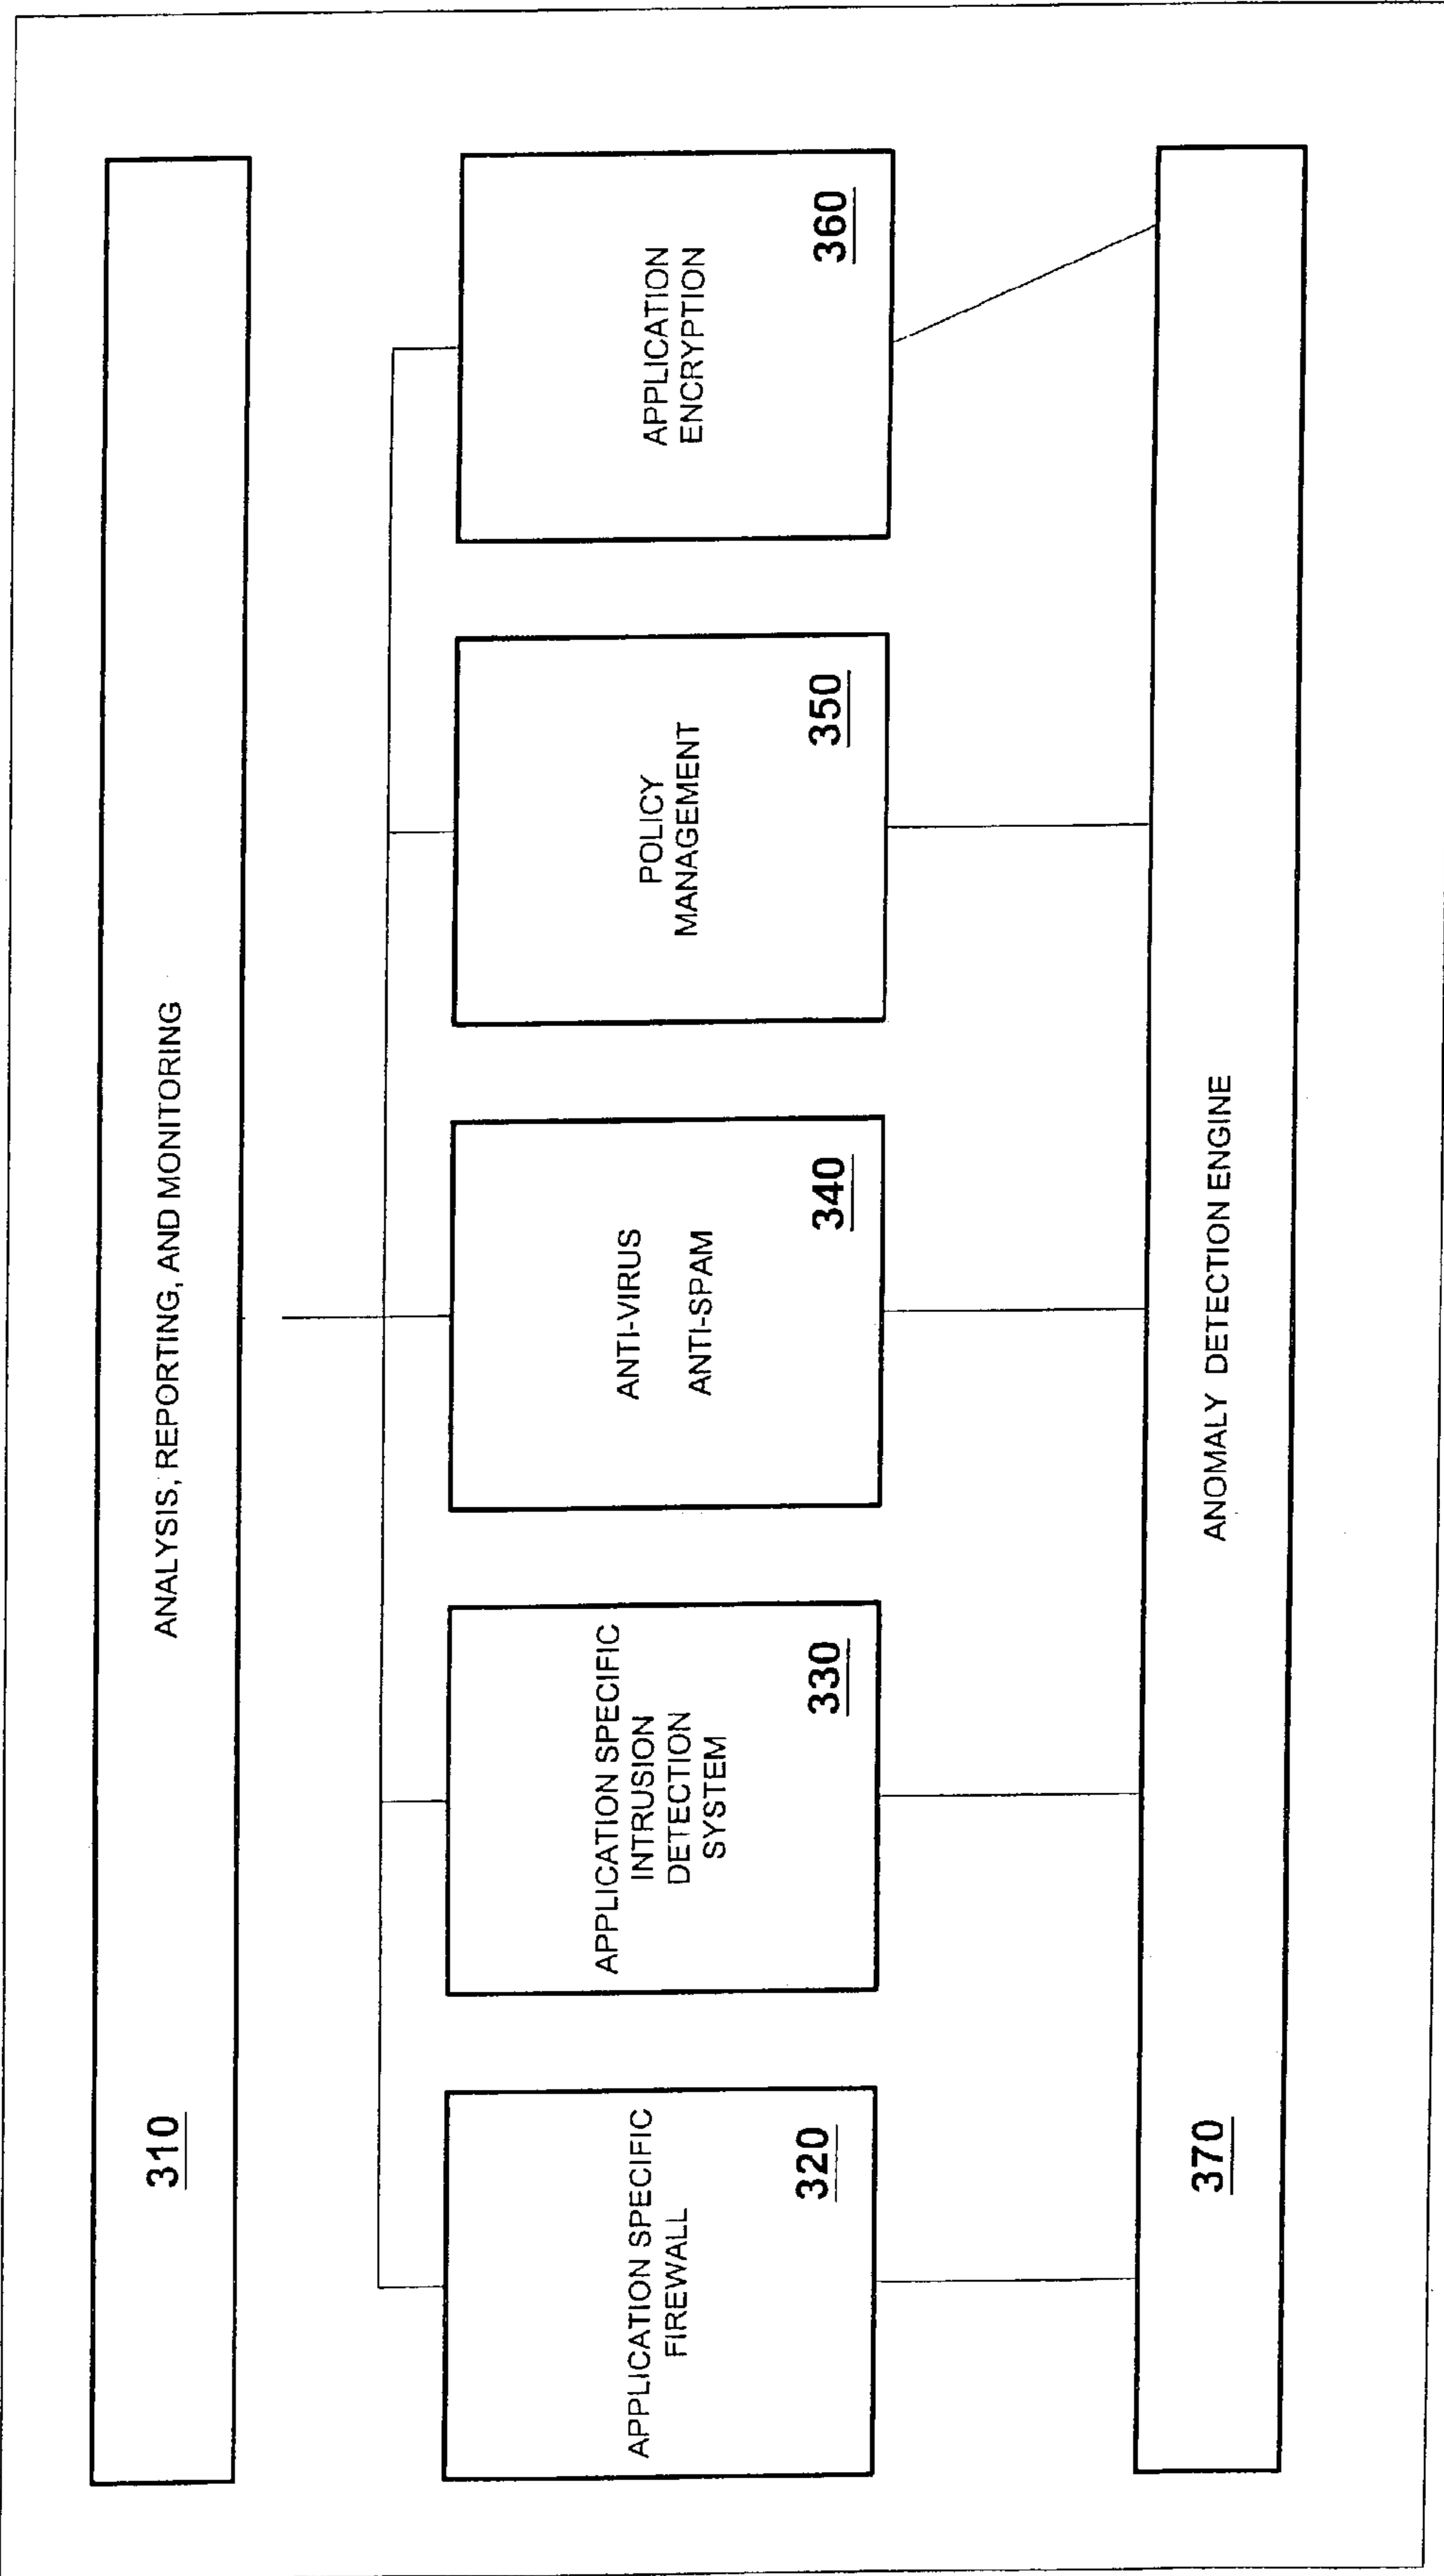 310
ANALYSIS, REPORTING, AND MONITORING
APPLICATION SPECIFIC
FIREWALL
320
APPLICATION SPECIFIC
INTRUSION
DETECTION
SYSTEM
330
ANTI-VIRUS
ANTI-SPAM
340
POLICY
MANAGEMENT
350
APPLICATION
ENCRYPTION
360
370
ANOMALY DETECTION ENGINE